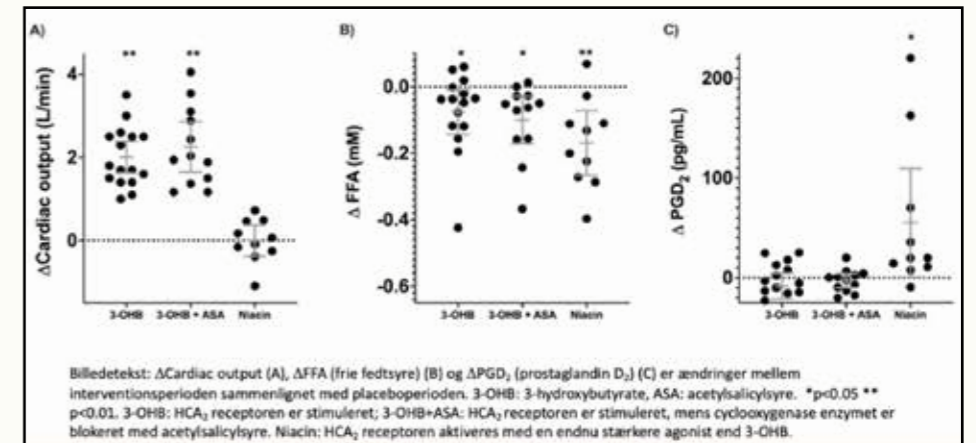 A)
B)
C)
** **
* * **
*
ΔCardiac output (L/min)
4
2
0
3-OHB 3-OHB + ASA Niacin
Δ FFA (mM)
0.0
-0.2
-0.4
-0.6
3-OHB 3-OHB + ASA Niacin
Δ PGD₂ (pg/mL)
200
100
0
3-OHB 3-OHB + ASA Niacin
Billedetekst: ΔCardiac output (A), ΔFFA (frie fedtsyre) (B) og ΔPGD₂ (prostaglandin D₂) (C) er ændringer mellem
interventionsperioden sammenlignet med placeboperioden. 3-OHB: 3-hydroxybutyrate, ASA: acetylsalicylsyre. *p<0.05 **
p<0.01. 3-OHB: HCA₂ receptoren er stimuleret; 3-OHB+ASA: HCA₂ receptoren er stimuleret, mens cyclooxygenase enzymet er
blokeret med acetylsalicylsyre. Niacin: HCA₂ receptoren aktiveres med en endnu stærkere agonist end 3-OHB.